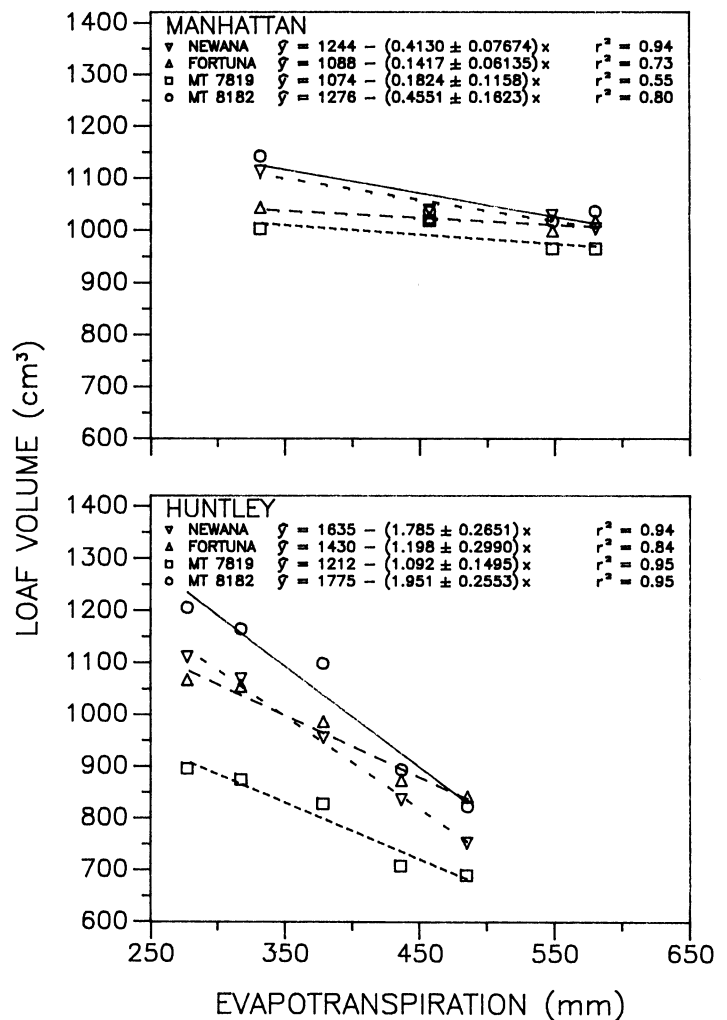 MANHATTAN
▽ NEWANA ŷ = 1244 − (0.4130 ± 0.07674)x r² = 0.94
△ FORTUNA ŷ = 1088 − (0.1417 ± 0.06135)x r² = 0.73
□ MT 7819 ŷ = 1074 − (0.1824 ± 0.1158)x r² = 0.55
○ MT 8182 ŷ = 1276 − (0.4551 ± 0.1623)x r² = 0.80
1400
1300
1200
1100
1000
900
800
700
600
LOAF VOLUME (cm³)
HUNTLEY
▽ NEWANA ŷ = 1635 − (1.785 ± 0.2651)x r² = 0.94
△ FORTUNA ŷ = 1430 − (1.198 ± 0.2990)x r² = 0.84
□ MT 7819 ŷ = 1212 − (1.092 ± 0.1495)x r² = 0.95
○ MT 8182 ŷ = 1775 − (1.951 ± 0.2553)x r² = 0.95
1400
1300
1200
1100
1000
900
800
700
600
250 350 450 550 650
EVAPOTRANSPIRATION (mm)